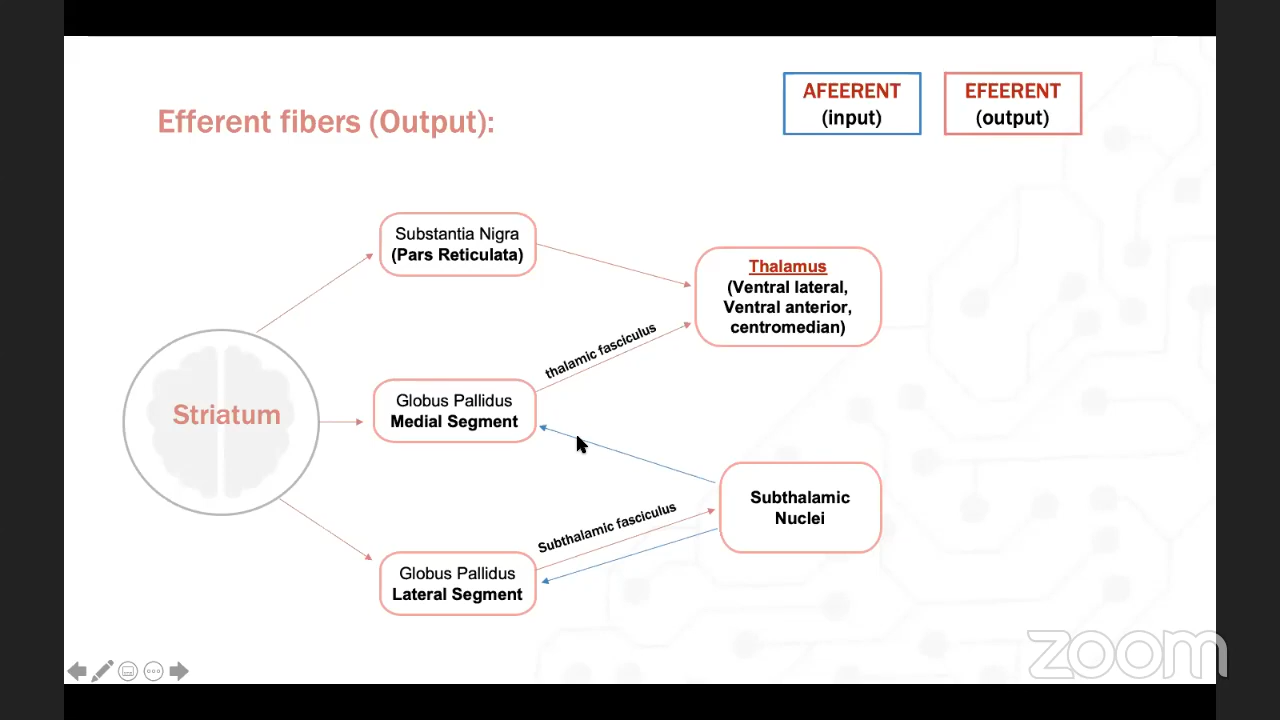 AFEERENT
(input)
EFEERENT
(output)
Efferent fibers (Output):
Substantia Nigra
(Pars Reticulata)
Thalamus
(Ventral lateral,
Ventral anterior,
centromedian)
thalamic fasciculus
Striatum
Globus Pallidus
Medial Segment
Subthalamic
Nuclei
Subthalamic fasciculus
Globus Pallidus
Lateral Segment
zoom